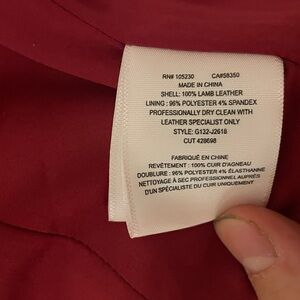 RN# 105230 CA#58350
MADE IN CHINA
SHELL: 100% LAMB LEATHER
LINING : 96% POLYESTER 4% SPANDEX
PROFESSIONALLY DRY CLEAN WITH
LEATHER SPECIALIST ONLY
STYLE: G132-J2618
CUT 428698
FABRIQUÉ EN CHINE
REVÊTEMENT : 100% CUIR D'AGNEAU
DOUBLURE : 96% POLYESTER 4% ÉLASTHANNE
NETTOYAGE À SEC PROFESSIONNEL AUPRÈS
D'UN SPÉCIALISTE DU CUIR UNIQUEMENT